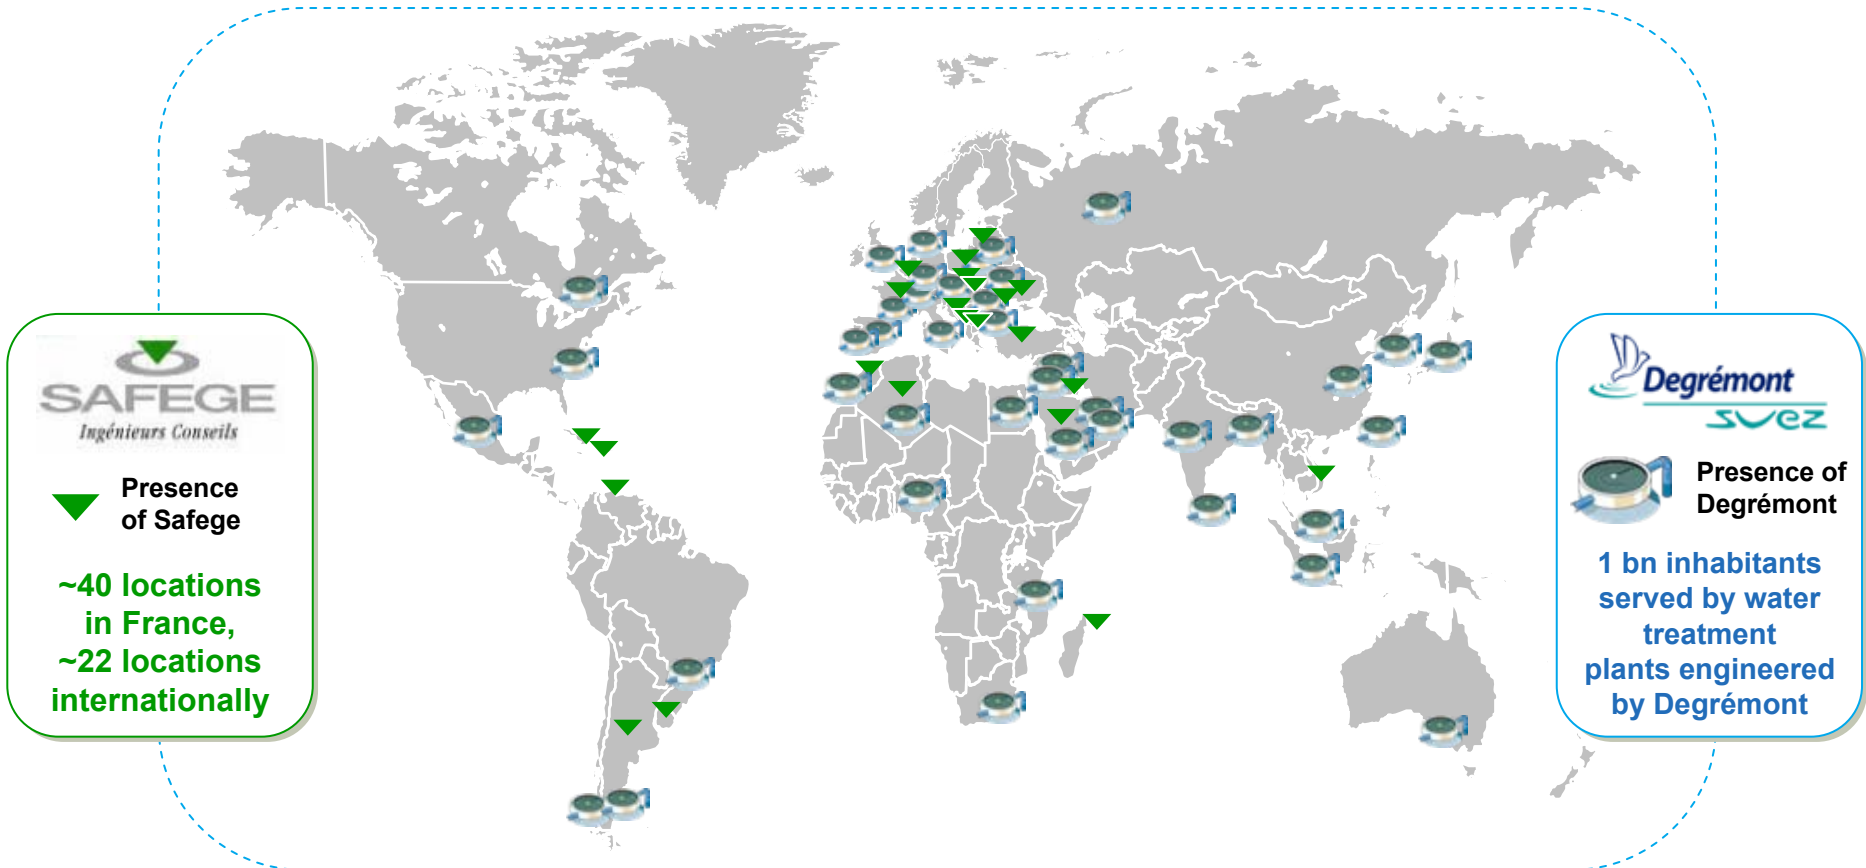 SAFEGE
Ingénieurs Conseils
Presence
of Safege
~40 locations
in France,
~22 locations
internationally
Degrémont
SUEZ
Presence of
Degrémont
1 bn inhabitants
served by water
treatment
plants engineered
by Degrémont